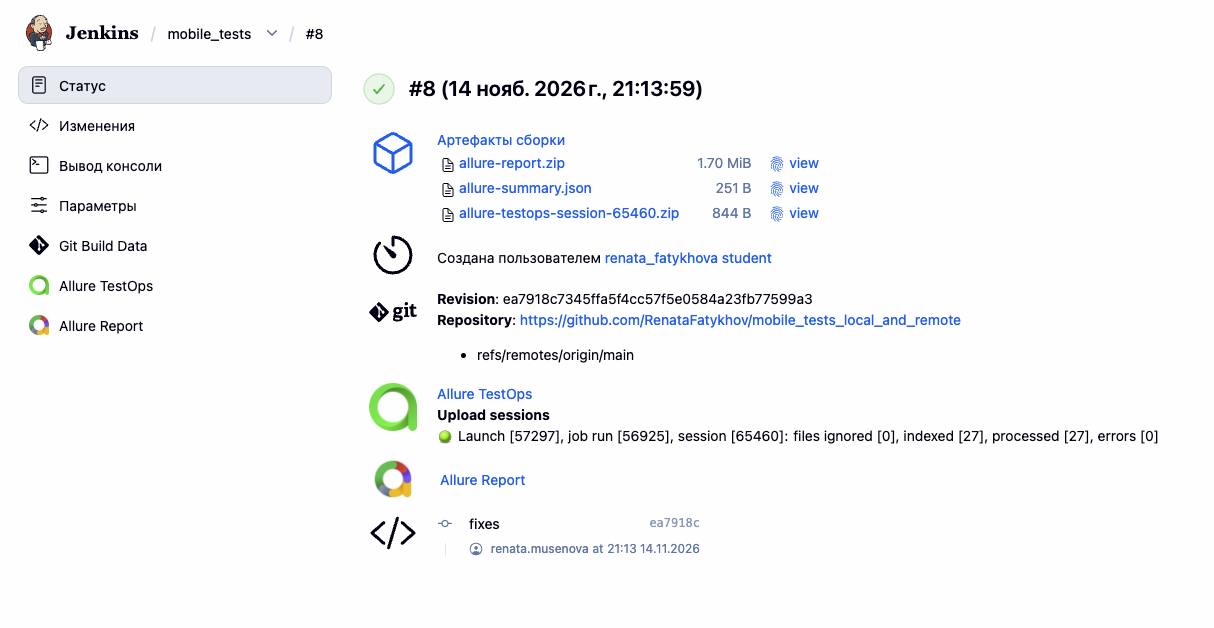 Jenkins / mobile_tests / #8
Статус
Изменения
Вывод консоли
Параметры
Git Build Data
Allure TestOps
Allure Report
#8 (14 нояб. 2026 г., 21:13:59)
Артефакты сборки
allure-report.zip 1.70 MiB view
allure-summary.json 251 B view
allure-testops-session-65460.zip 844 B view
Создана пользователем renata_fatykhova student
git
Revision: ea7918c7345ffa5f4cc57f5e0584a23fb77599a3
Repository: https://github.com/RenataFatykhov/mobile_tests_local_and_remote
• refs/remotes/origin/main
Allure TestOps
Upload sessions
Launch [57297], job run [56925], session [65460]: files ignored [0], indexed [27], processed [27], errors [0]
Allure Report
fixes ea7918c
renata.musenova at 21:13 14.11.2026